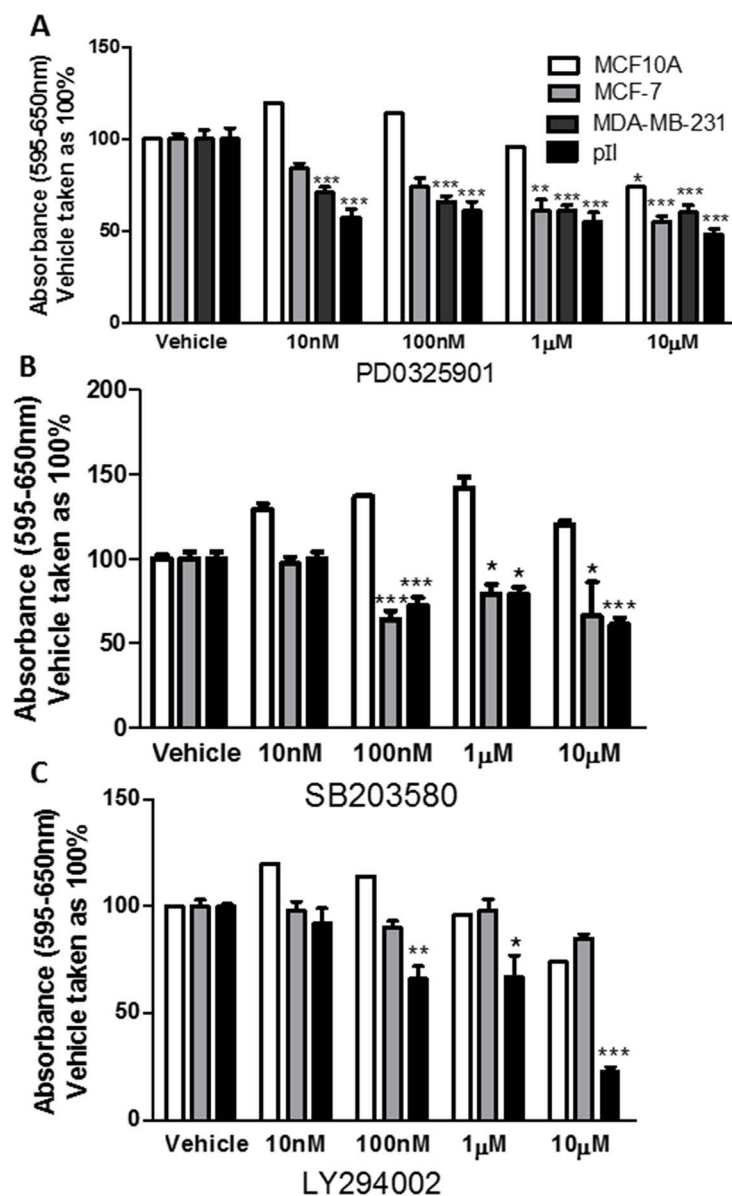 A
Absorbance (595-650nm)
Vehicle taken as 100%
150
100
50
0
MCF10A
MCF-7
MDA-MB-231
pII
***
***
***
***
**
***
***
*
***
***
***
Vehicle 10nM 100nM 1μM 10μM
PD0325901
B
Absorbance (595-650nm)
Vehicle taken as 100%
200
150
100
50
0
***
***
*
*
*
***
Vehicle 10nM 100nM 1μM 10μM
SB203580
C
Absorbance (595-650nm)
Vehicle taken as 100%
150
100
50
0
**
*
***
Vehicle 10nM 100nM 1μM 10μM
LY294002